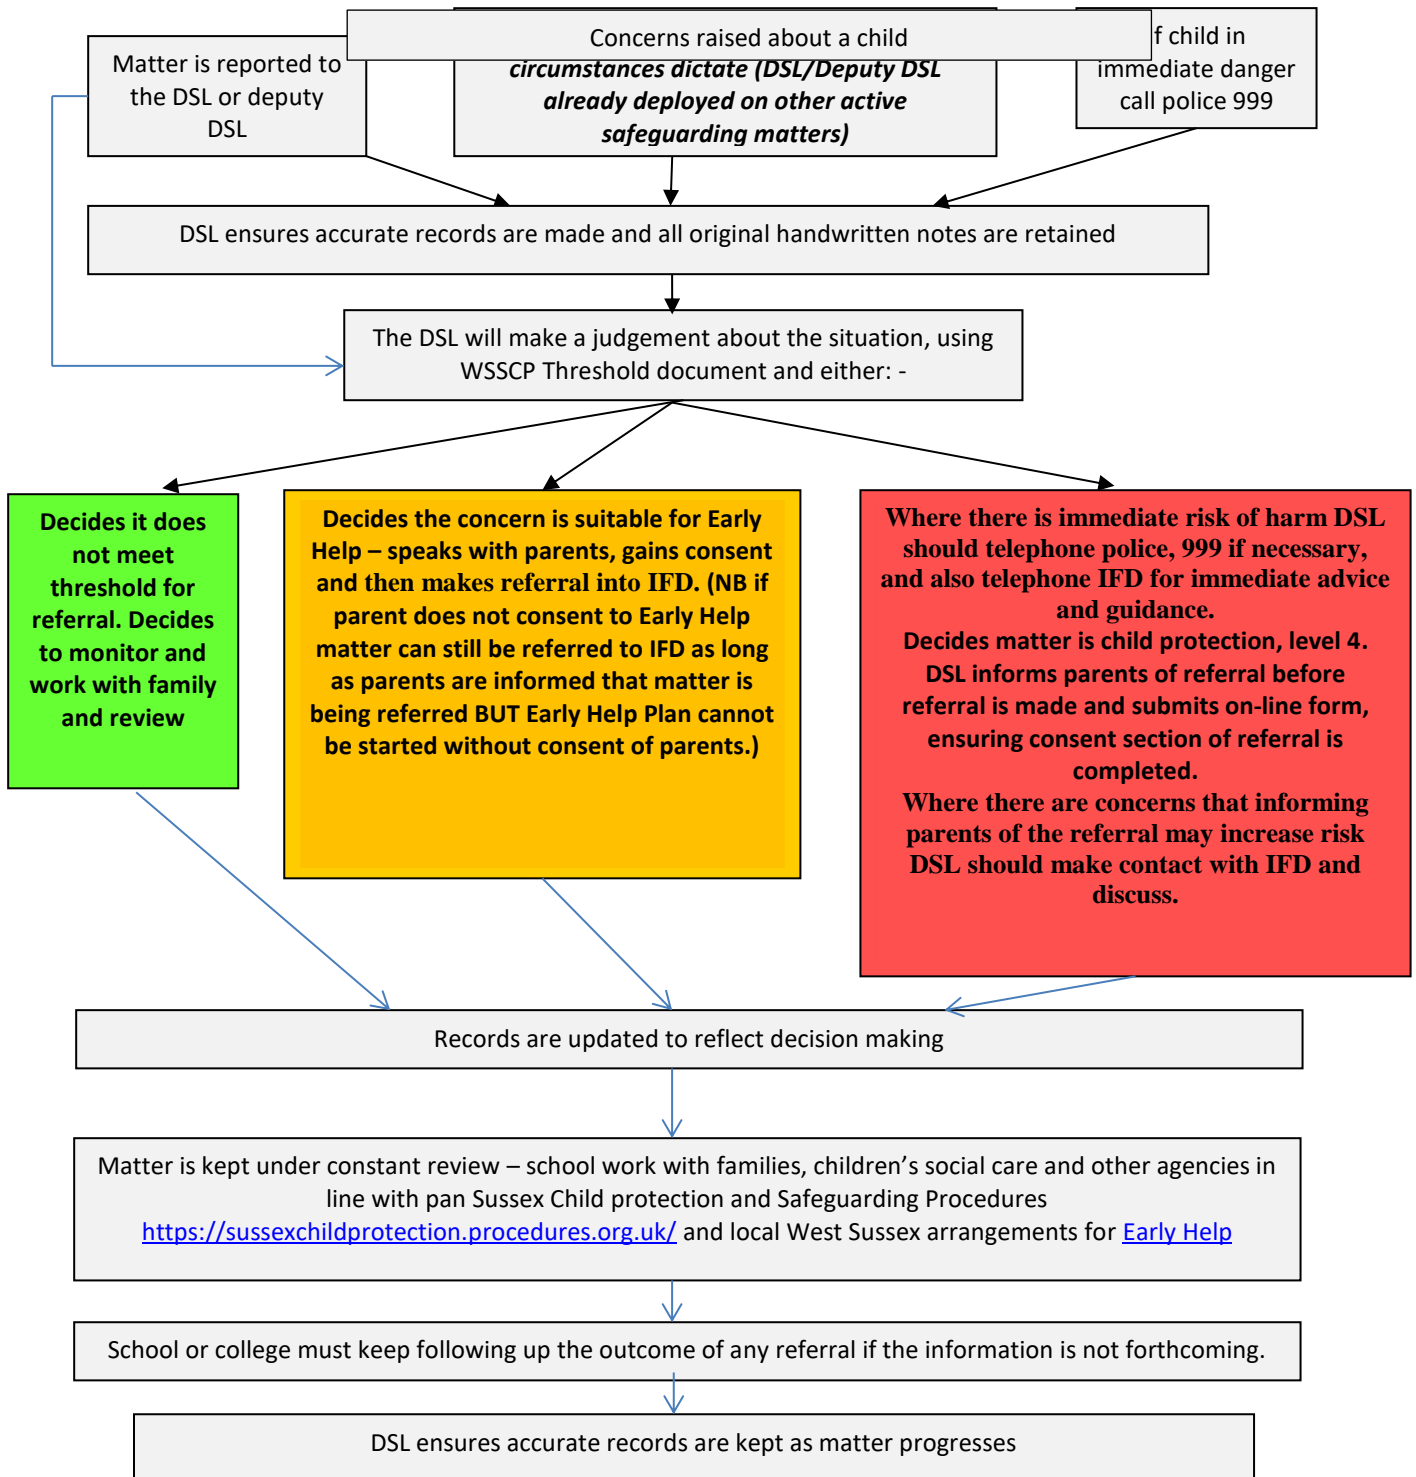 Concerns raised about a child
Matter is reported to
the DSL or deputy
DSL
circumstances dictate (DSL/Deputy DSL
already deployed on other active
safeguarding matters)
f child in
immediate danger
call police 999
DSL ensures accurate records are made and all original handwritten notes are retained
The DSL will make a judgement about the situation, using
WSSCP Threshold document and either: -
Decides it does
not meet
threshold for
referral. Decides
to monitor and
work with family
and review
Decides the concern is suitable for Early
Help – speaks with parents, gains consent
and then makes referral into IFD. (NB if
parent does not consent to Early Help
matter can still be referred to IFD as long
as parents are informed that matter is
being referred BUT Early Help Plan cannot
be started without consent of parents.)
Where there is immediate risk of harm DSL
should telephone police, 999 if necessary,
and also telephone IFD for immediate advice
and guidance.
Decides matter is child protection, level 4.
DSL informs parents of referral before
referral is made and submits on-line form,
ensuring consent section of referral is
completed.
Where there are concerns that informing
parents of the referral may increase risk
DSL should make contact with IFD and
discuss.
Records are updated to reflect decision making
Matter is kept under constant review – school work with families, children’s social care and other agencies in
line with pan Sussex Child protection and Safeguarding Procedures
https://sussexchildprotection.procedures.org.uk/ and local West Sussex arrangements for Early Help
School or college must keep following up the outcome of any referral if the information is not forthcoming.
DSL ensures accurate records are kept as matter progresses